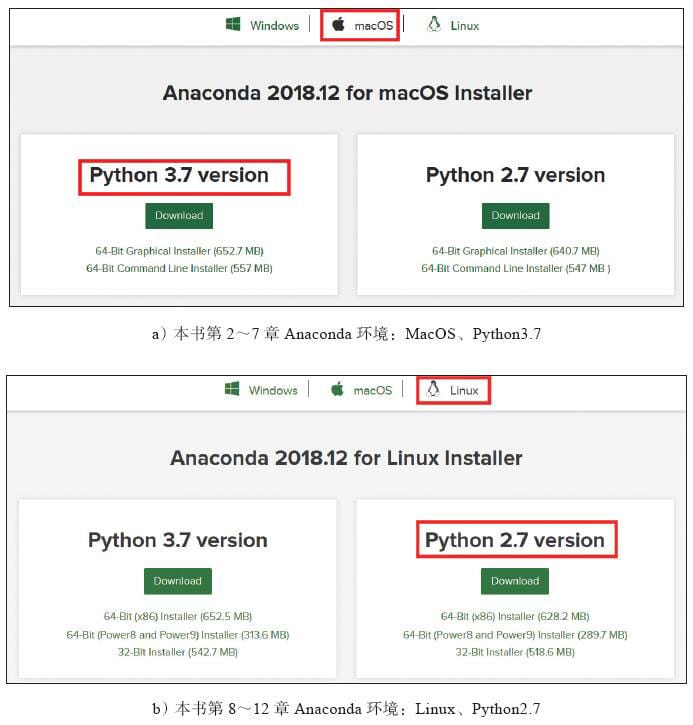 Windows macOS Linux
Anaconda 2018.12 for macOS Installer
Python 3.7 version
Download
64-Bit Graphical Installer (652.7 MB)
64-Bit Command Line Installer (557 MB)
Python 2.7 version
Download
64-Bit Graphical Installer (640.7 MB)
64-Bit Command Line Installer (547 MB )
a）本书第 2～7 章 Anaconda 环境：MacOS、Python3.7
Windows macOS Linux
Anaconda 2018.12 for Linux Installer
Python 3.7 version
Download
64-Bit (x86) Installer (652.5 MB)
64-Bit (Power8 and Power9) Installer (313.6 MB)
32-Bit Installer (542.7 MB)
Python 2.7 version
Download
64-Bit (x86) Installer (628.2 MB)
64-Bit (Power8 and Power9) Installer (289.7 MB)
32-Bit Installer (518.6 MB)
b）本书第 8～12 章 Anaconda 环境：Linux、Python2.7